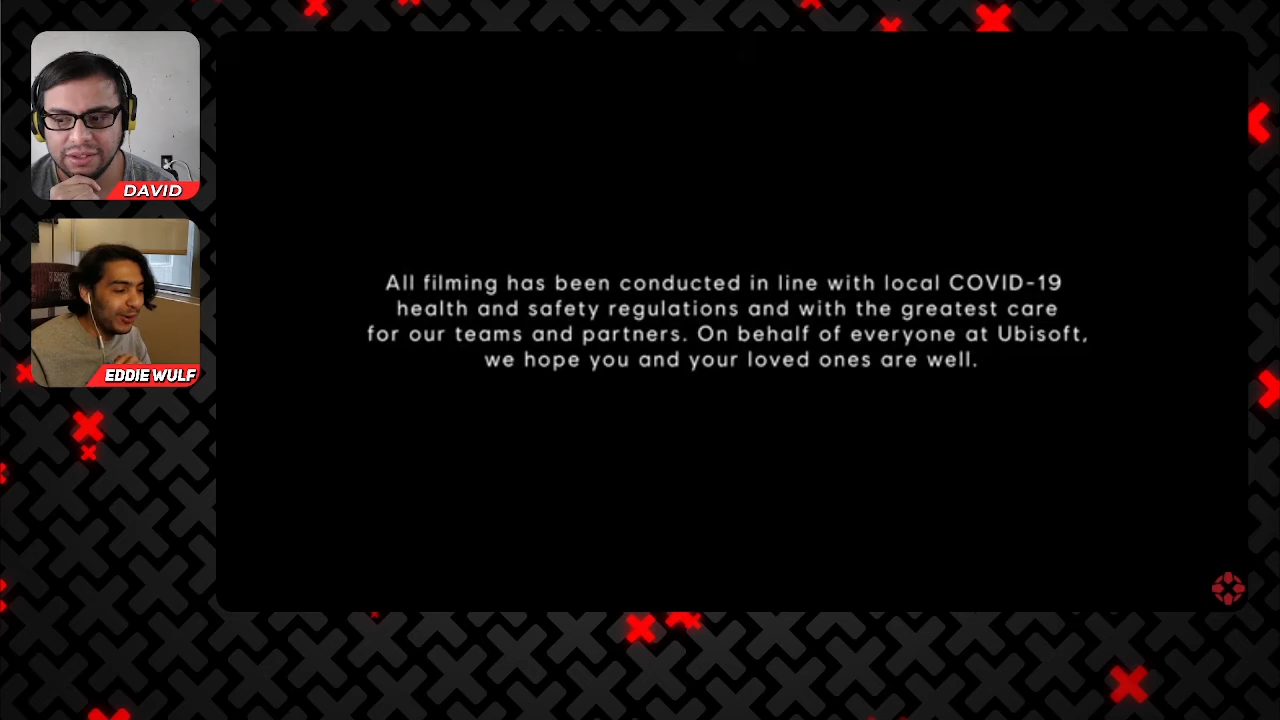 DAVID
EDDIE WULF
All filming has been conducted in line with local COVID-19
health and safety regulations and with the greatest care
for our teams and partners. On behalf of everyone at Ubisoft,
we hope you and your loved ones are well.